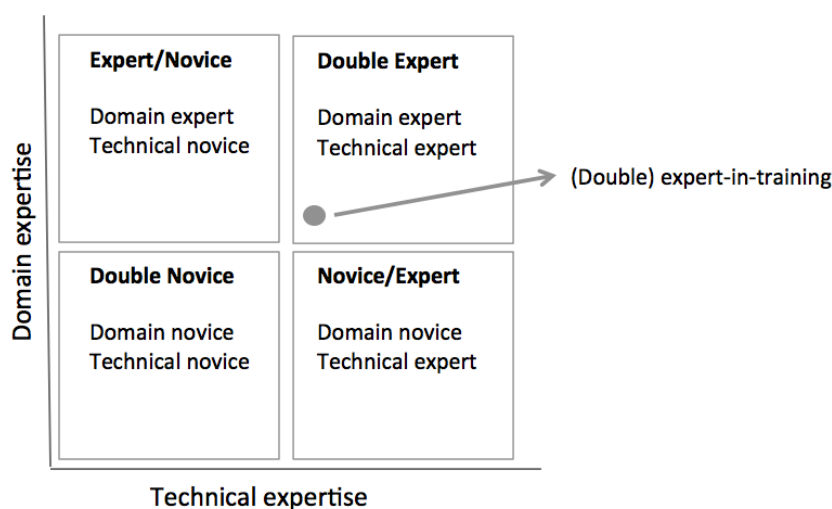 Expert/Novice
Domain expert
Technical novice
Double Expert
Domain expert
Technical expert
(Double) expert-in-training
Domain expertise
Double Novice
Domain novice
Technical novice
Novice/Expert
Domain novice
Technical expert
Technical expertise